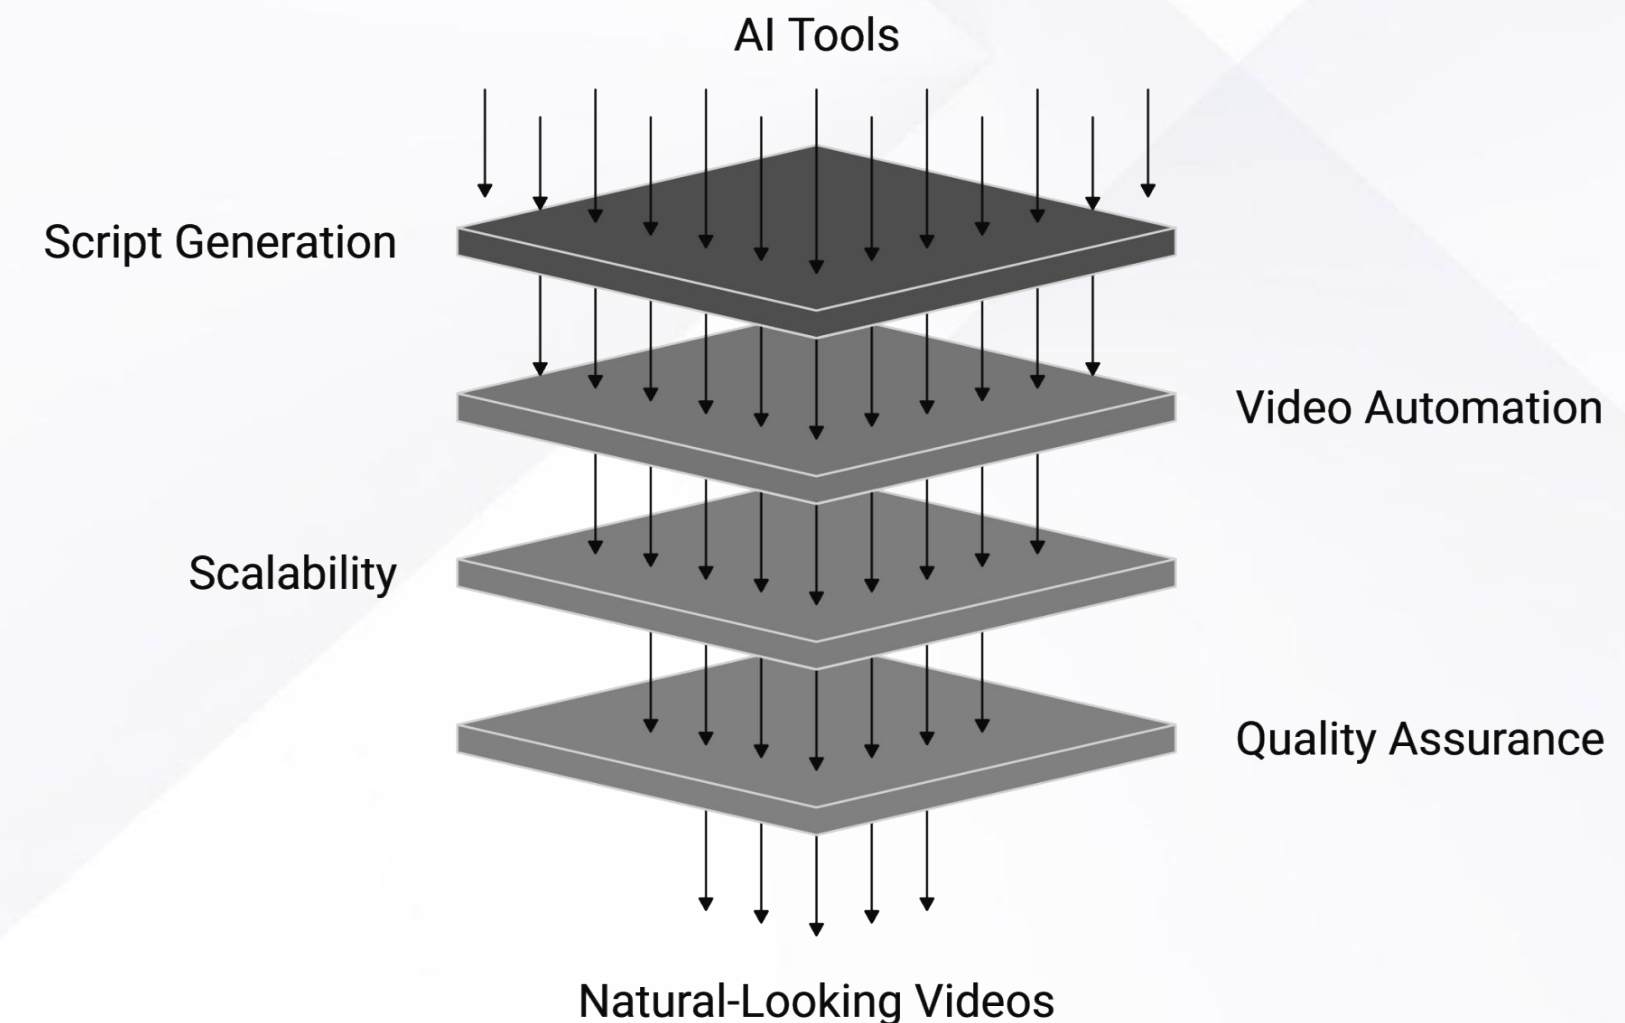 AI Tools
Script Generation
Video Automation
Scalability
Quality Assurance
Natural-Looking Videos